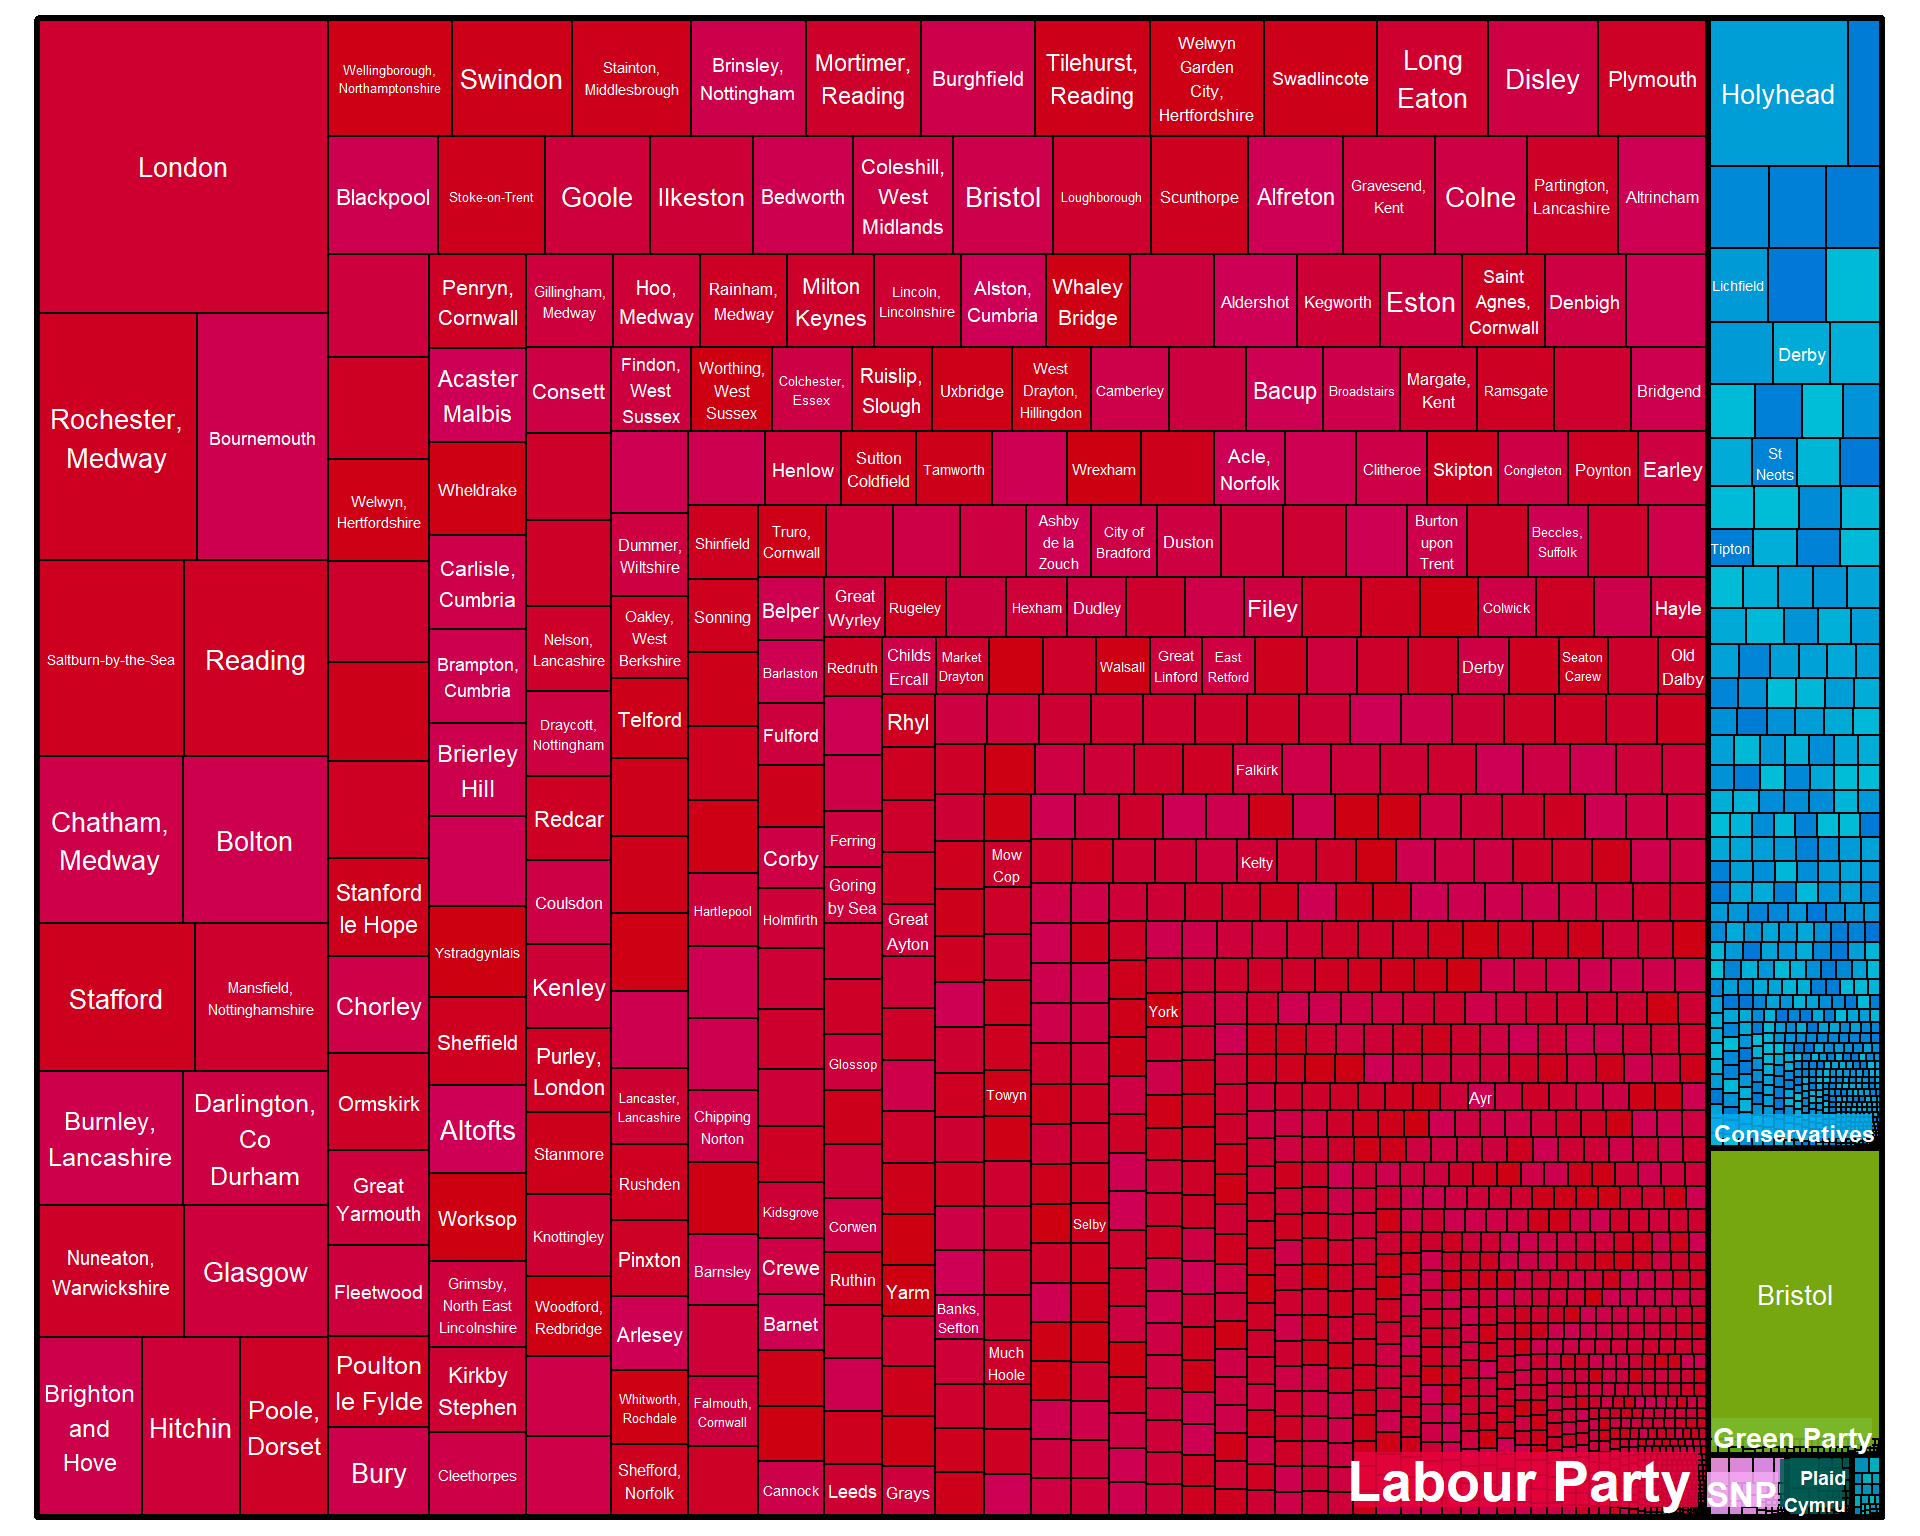 London
Rochester,
Medway
Bournemouth
Saltburn-by-the-Sea
Reading
Chatham,
Medway
Bolton
Stafford
Mansfield,
Nottinghamshire
Burnley,
Lancashire
Darlington,
Co
Durham
Nuneaton,
Warwickshire
Glasgow
Brighton
and
Hove
Hitchin
Poole,
Dorset
Wellingborough,
Northamptonshire
Swindon
Stainton,
Middlesbrough
Brinsley,
Nottingham
Mortimer,
Reading
Burghfield
Tilehurst,
Reading
Welwyn
Garden
City,
Hertfordshire
Swadlincote
Long
Eaton
Disley
Plymouth
Blackpool
Stoke-on-Trent
Goole
Ilkeston
Bedworth
Coleshill,
West
Midlands
Bristol
Loughborough
Scunthorpe
Alfreton
Gravesend,
Kent
Colne
Partington,
Lancashire
Altrincham
Welwyn,
Hertfordshire
Stanford
le Hope
Chorley
Ormskirk
Great
Yarmouth
Fleetwood
Poulton
le Fylde
Bury
Penryn,
Cornwall
Acaster
Malbis
Wheldrake
Carlisle,
Cumbria
Brampton,
Cumbria
Brierley
Hill
Ystradgynlais
Sheffield
Altofts
Worksop
Grimsby,
North East
Lincolnshire
Kirkby
Stephen
Cleethorpes
Gillingham,
Medway
Hoo,
Medway
Rainham,
Medway
Milton
Keynes
Lincoln,
Lincolnshire
Alston,
Cumbria
Whaley
Bridge
Aldershot
Kegworth
Eston
Saint
Agnes,
Cornwall
Denbigh
Consett
Nelson,
Lancashire
Draycott,
Nottingham
Redcar
Coulsdon
Kenley
Purley,
London
Stanmore
Knottingley
Woodford,
Redbridge
Findon,
West
Sussex
Worthing,
West
Sussex
Colchester,
Essex
Ruislip,
Slough
Uxbridge
West
Drayton,
Hillingdon
Camberley
Bacup
Broadstairs
Margate,
Kent
Ramsgate
Bridgend
Dummer,
Wiltshire
Oakley,
West
Berkshire
Telford
Lancaster,
Lancashire
Rushden
Pinxton
Arlesey
Whitworth,
Rochdale
Shefford,
Norfolk
Henlow
Sutton
Coldfield
Tamworth
Wrexham
Acle,
Norfolk
Clitheroe
Skipton
Congleton
Poynton
Earley
Shinfield
Sonning
Hartlepool
Chipping
Norton
Barnsley
Falmouth,
Cornwall
Truro,
Cornwall
Ashby
de la
Zouch
City of
Bradford
Duston
Burton
upon
Trent
Beccles,
Suffolk
Belper
Barlaston
Fulford
Corby
Holmfirth
Kidsgrove
Crewe
Barnet
Cannock
Great
Wyrley
Rugeley
Hexham
Dudley
Filey
Colwick
Hayle
Redruth
Ferring
Goring
by Sea
Glossop
Corwen
Ruthin
Leeds
Childs
Ercall
Market
Drayton
Walsall
Great
Linford
East
Retford
Derby
Seaton
Carew
Old
Dalby
Rhyl
Great
Ayton
Yarm
Grays
Falkirk
Mow
Cop
Kelty
York
Towyn
Ayr
Selby
Banks,
Sefton
Much
Hoole
Labour Party
Holyhead
Lichfield
Derby
St
Neots
Tipton
Conservatives
Bristol
Green Party
SNP
Plaid
Cymru